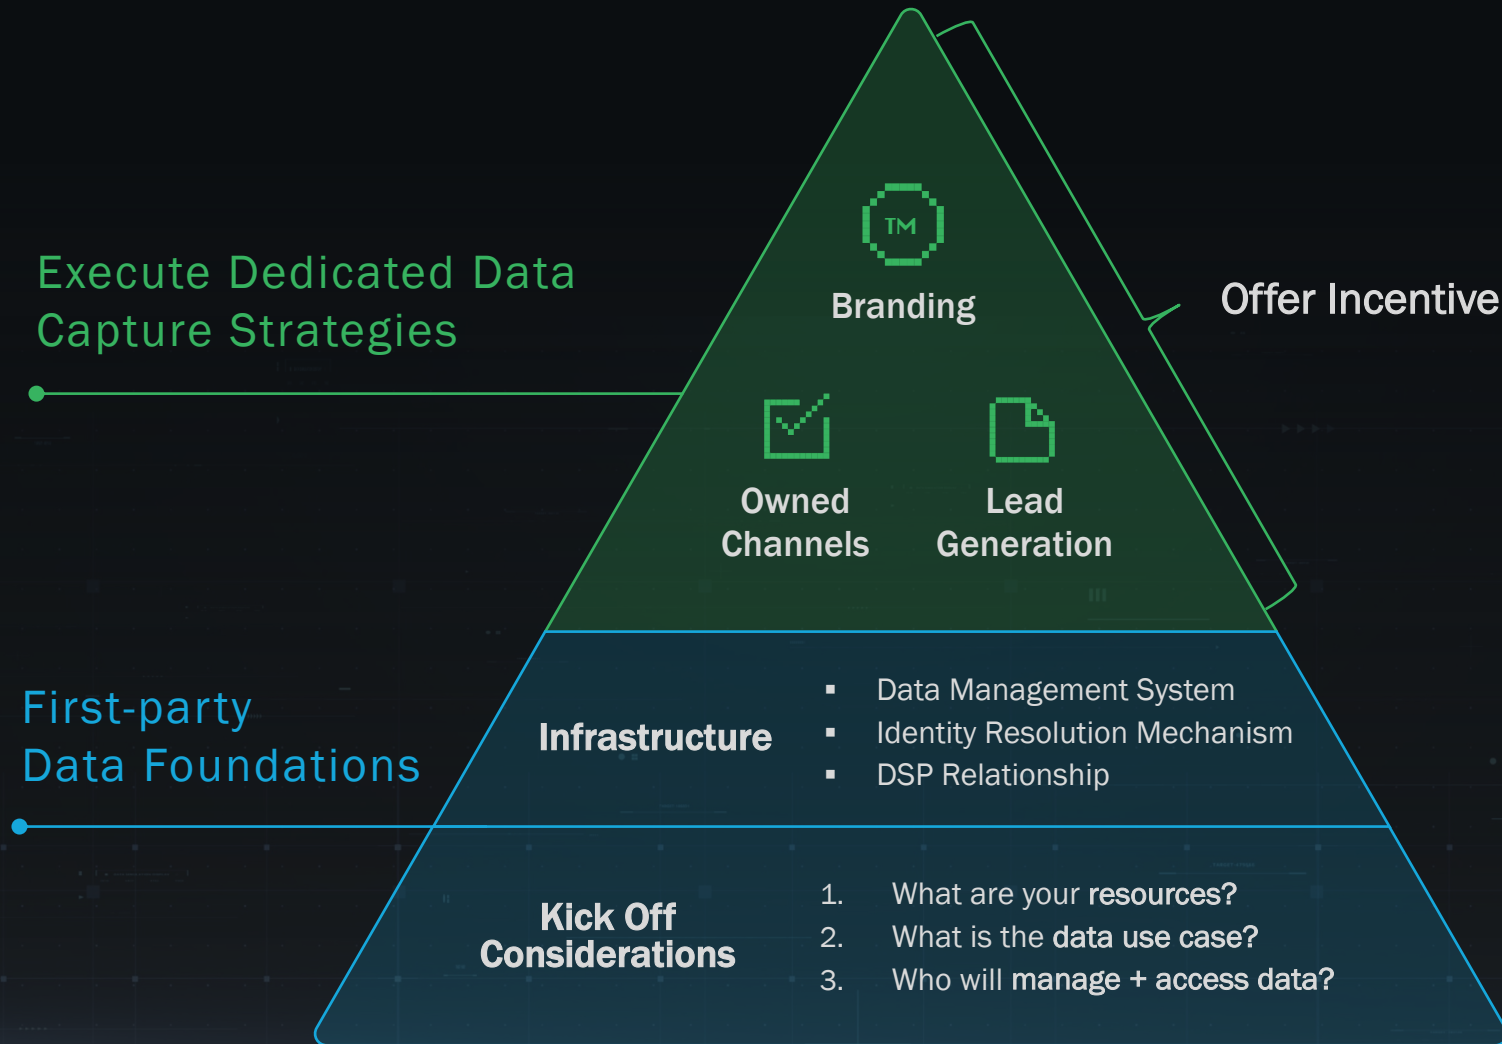 TM
Branding
Execute Dedicated Data
Capture Strategies
Offer Incentive
Owned
Channels
Lead
Generation
First-party
Data Foundations
Infrastructure
▪ Data Management System
▪ Identity Resolution Mechanism
▪ DSP Relationship
Kick Off
Considerations
1. What are your resources?
2. What is the data use case?
3. Who will manage + access data?